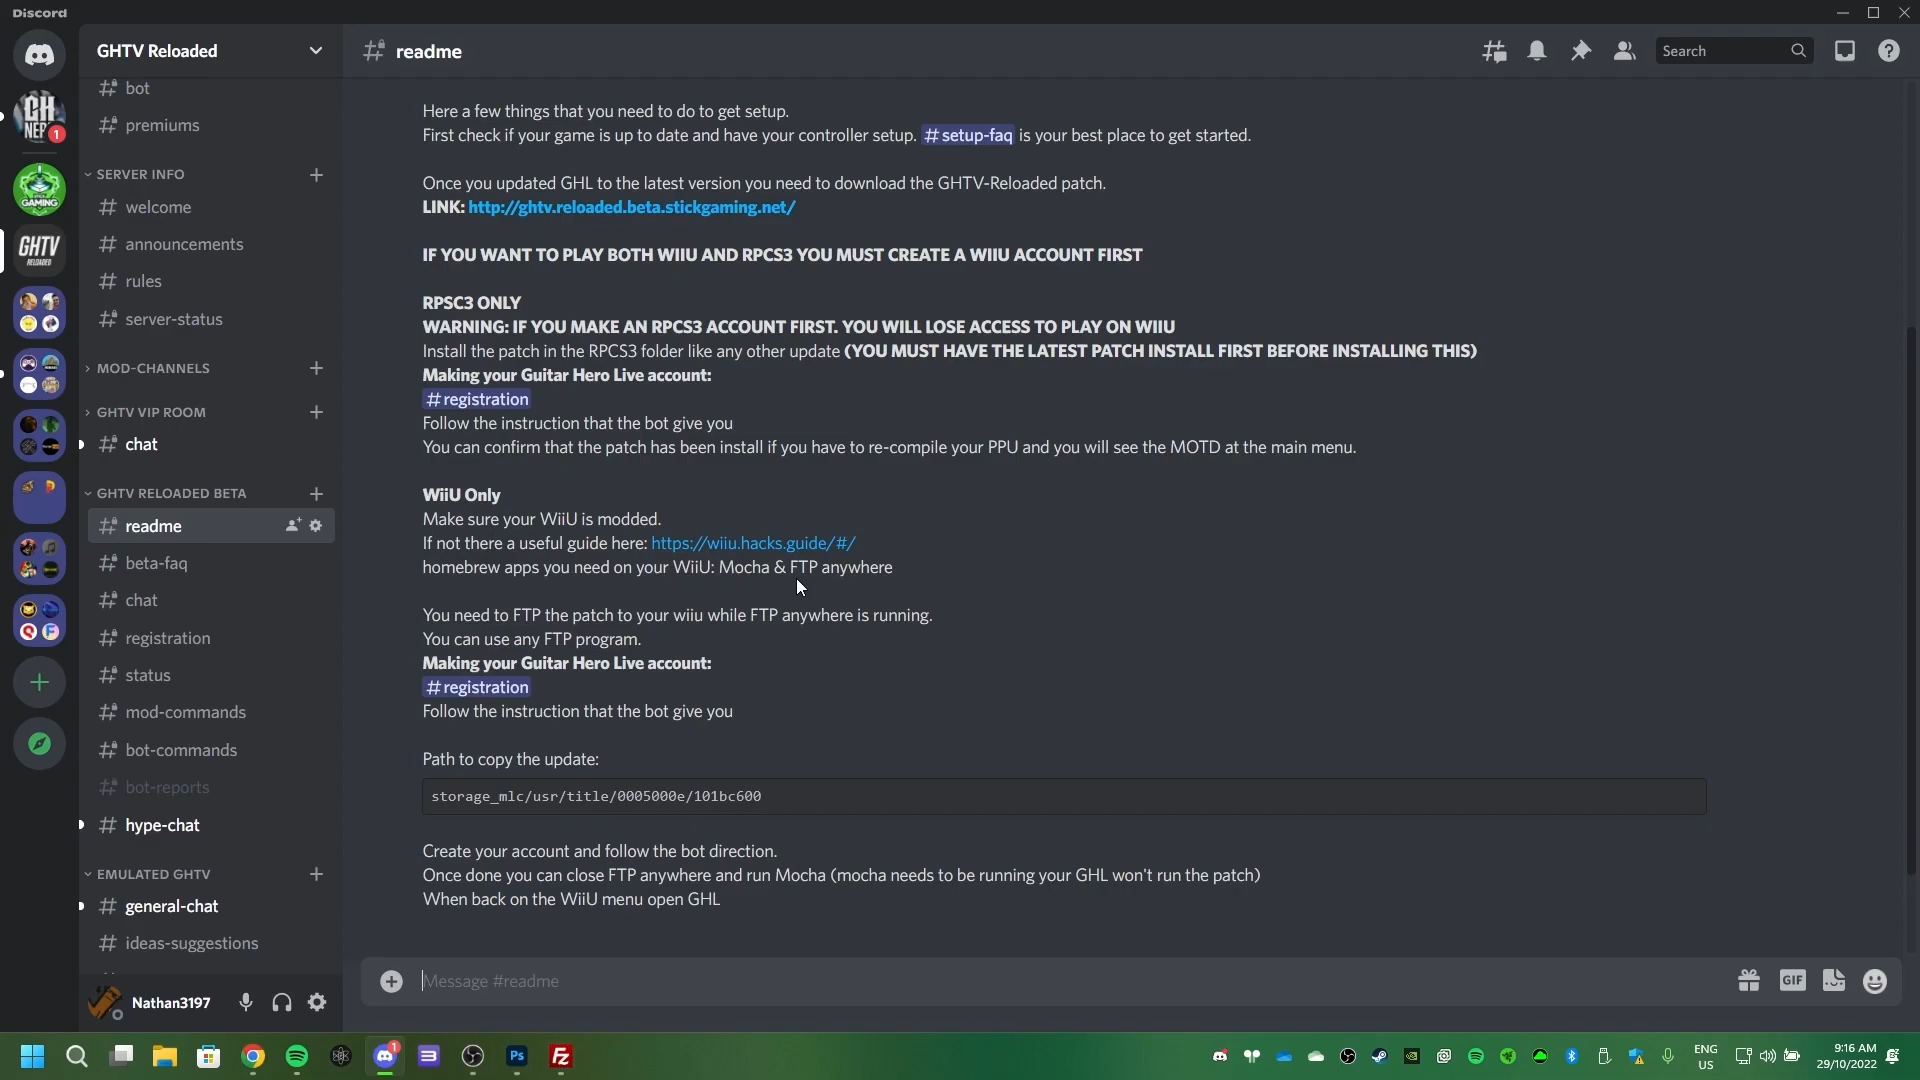 Discord
GHTV Reloaded
readme
Search
bot
premiums
SERVER INFO
welcome
announcements
rules
server-status
MOD-CHANNELS
GHTV VIP ROOM
chat
GHTV RELOADED BETA
readme
beta-faq
chat
registration
status
mod-commands
bot-commands
bot-reports
hype-chat
EMULATED GHTV
general-chat
ideas-suggestions
Nathan3197
GH
1
GAMING
GHTV
RELOADED
Here a few things that you need to do to get setup.
First check if your game is up to date and have your controller setup. #setup-faq is your best place to get started.
Once you updated GHL to the latest version you need to download the GHTV-Reloaded patch.
LINK: http://ghtv.reloaded.beta.stickgaming.net/
IF YOU WANT TO PLAY BOTH WIIU AND RPCS3 YOU MUST CREATE A WIIU ACCOUNT FIRST
RPSC3 ONLY
WARNING: IF YOU MAKE AN RPCS3 ACCOUNT FIRST. YOU WILL LOSE ACCESS TO PLAY ON WIIU
Install the patch in the RPCS3 folder like any other update (YOU MUST HAVE THE LATEST PATCH INSTALL FIRST BEFORE INSTALLING THIS)
Making your Guitar Hero Live account:
#registration
Follow the instruction that the bot give you
You can confirm that the patch has been install if you have to re-compile your PPU and you will see the MOTD at the main menu.
WiiU Only
Make sure your WiiU is modded.
If not there a useful guide here: https://wiiu.hacks.guide/#/
homebrew apps you need on your WiiU: Mocha & FTP anywhere
You need to FTP the patch to your wiiu while FTP anywhere is running.
You can use any FTP program.
Making your Guitar Hero Live account:
#registration
Follow the instruction that the bot give you
Path to copy the update:
storage_mlc/usr/title/0005000e/101bc600
Create your account and follow the bot direction.
Once done you can close FTP anywhere and run Mocha (mocha needs to be running your GHL won't run the patch)
When back on the WiiU menu open GHL
Message #readme
GIF
1
Ps
Fz
ENG
US
9:16 AM
29/10/2022